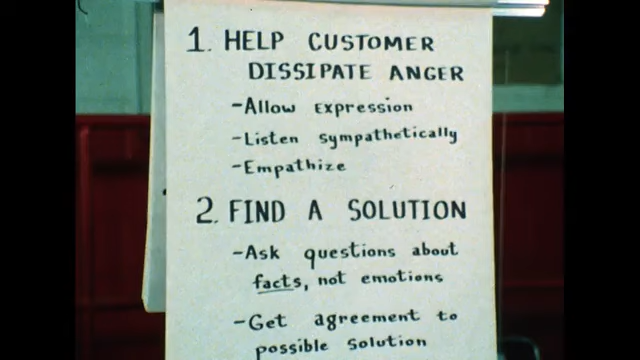 1. HELP CUSTOMER
DISSIPATE ANGER
-Allow expression
-Listen sympathetically
-Empathize
2. FIND A SOLUTION
-Ask questions about
facts, not emotions
-Get agreement to
possible solution